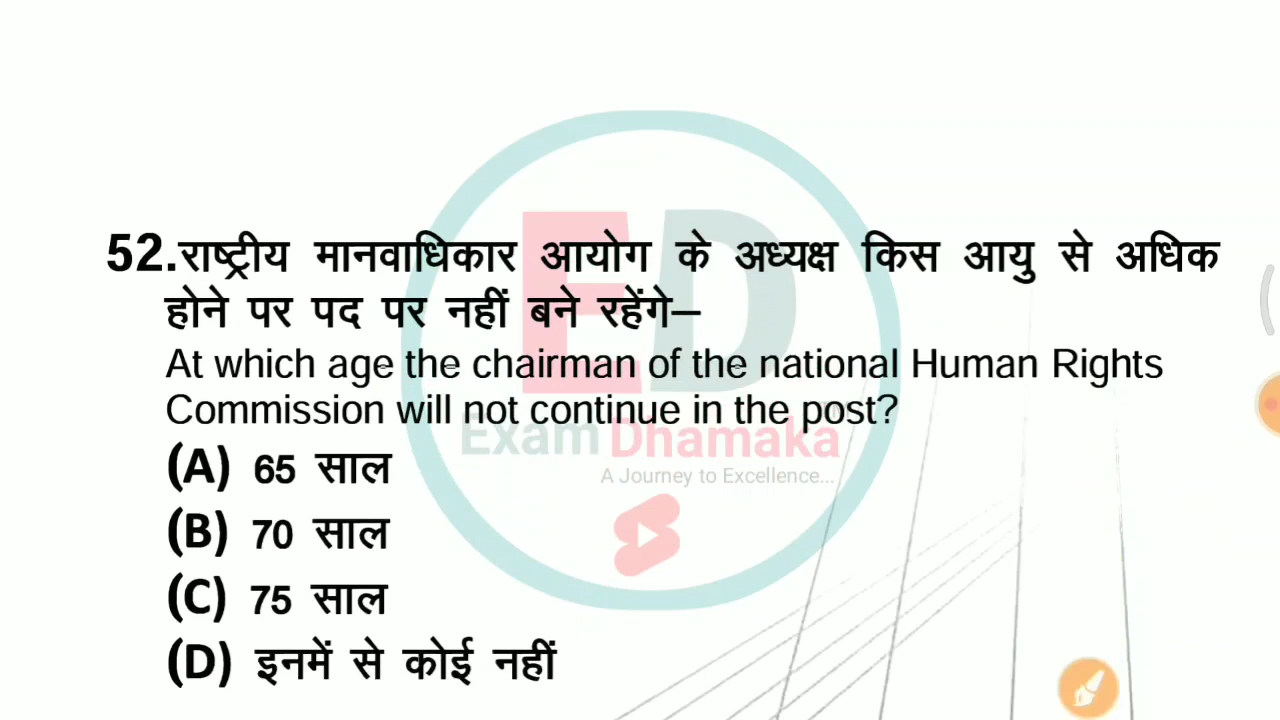 52.राष्ट्रीय मानवाधिकार आयोग के अध्यक्ष किस आयु से अधिक
होने पर पद पर नहीं बने रहेंगे–
At which age the chairman of the national Human Rights
Commission will not continue in the post?
(A) 65 साल
(B) 70 साल
(C) 75 साल
(D) इनमें से कोई नहीं
ED
Exam Dhamaka
A Journey to Excellence...